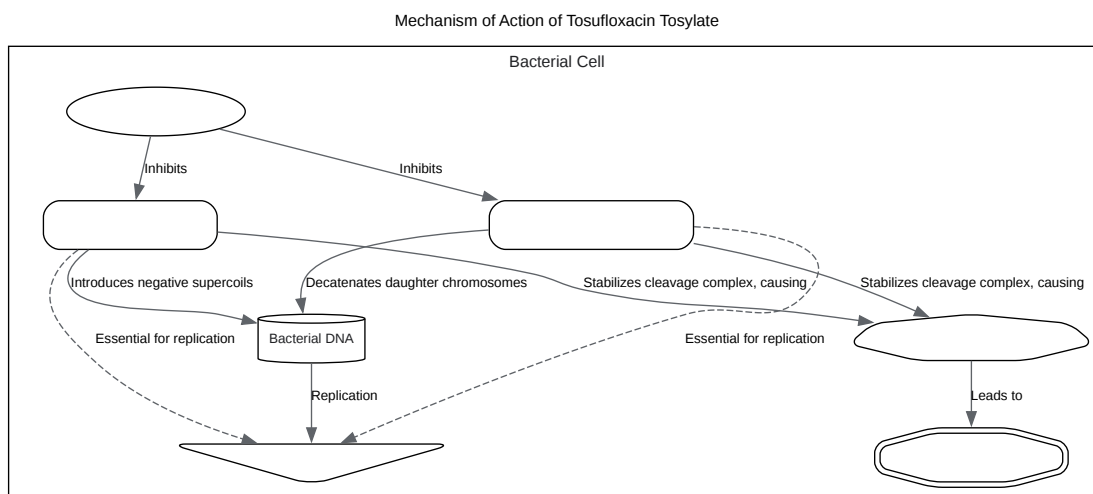 Mechanism of Action of Tosufloxacin Tosylate
Bacterial Cell
Inhibits
Inhibits
Introduces negative supercoils
Decatenates daughter chromosomes
Stabilizes cleavage complex, causing
Stabilizes cleavage complex, causing
Essential for replication
Bacterial DNA
Essential for replication
Replication
Leads to